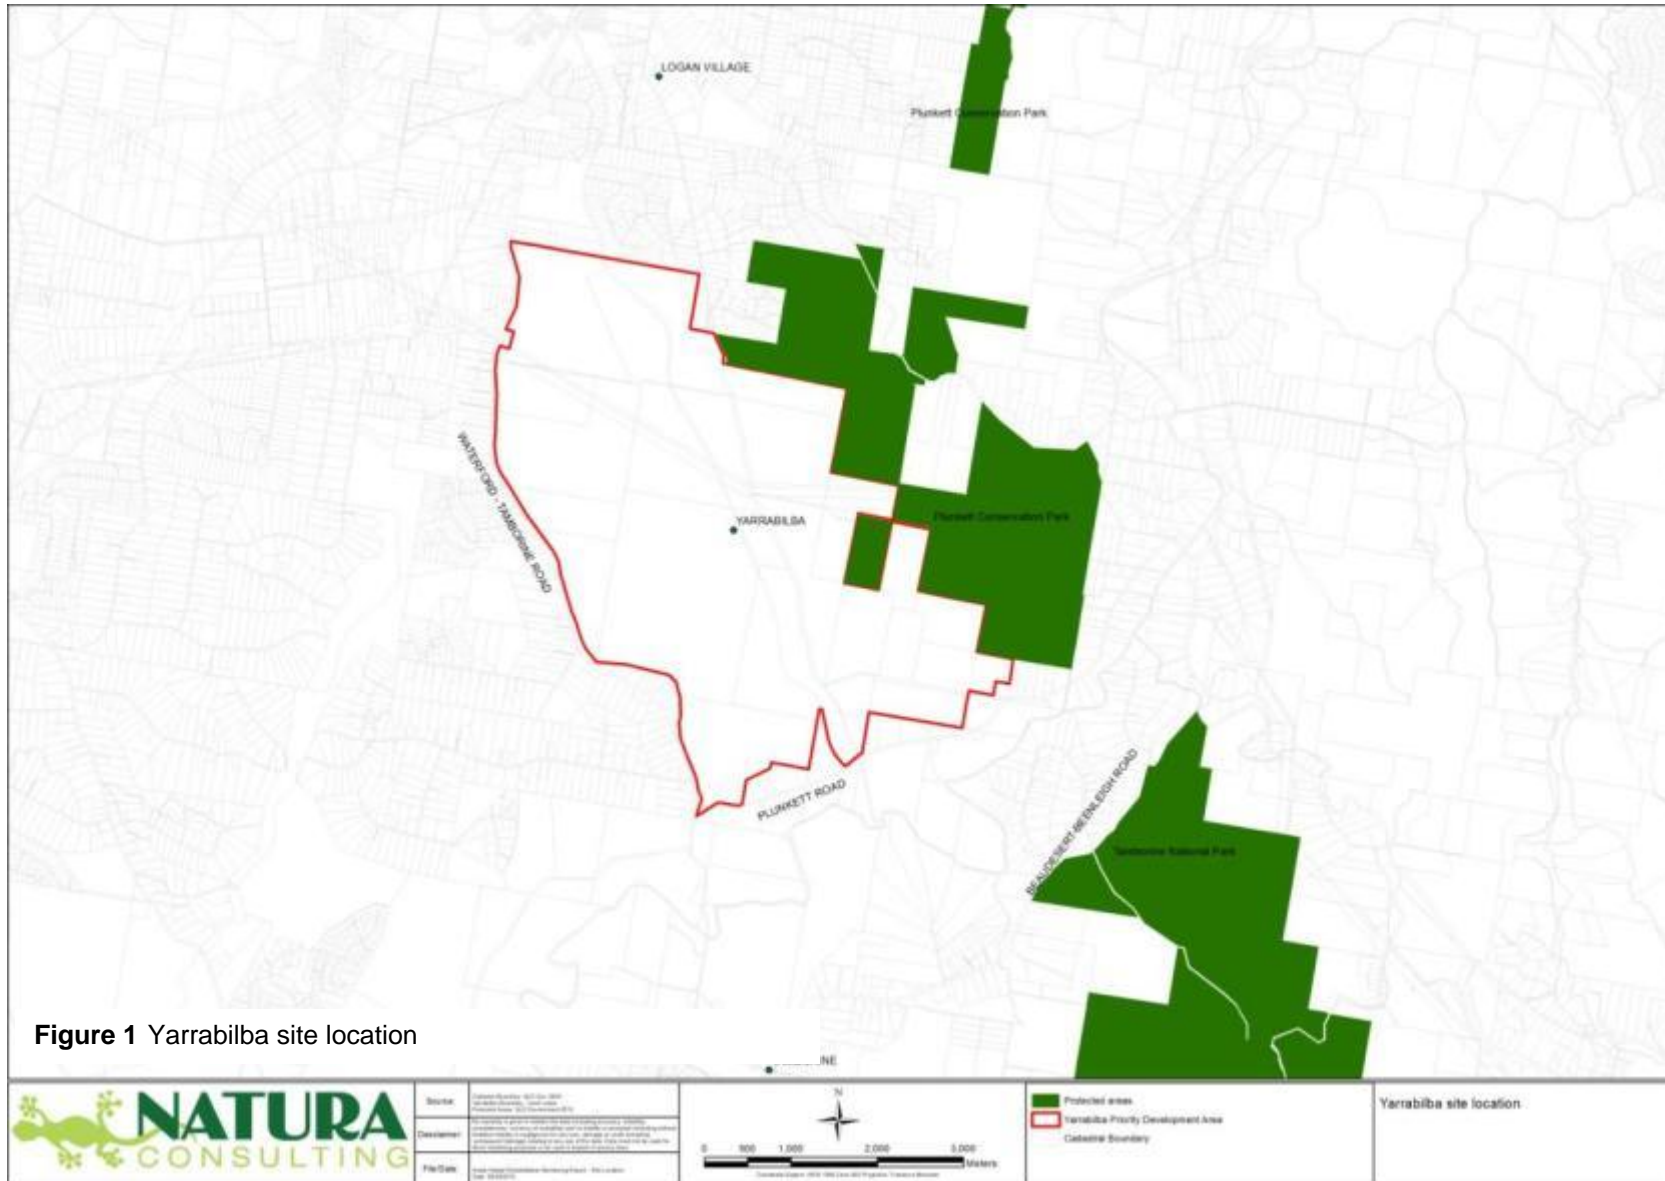 LOGAN VILLAGE
Plunkett Conservation Park
WATERFORD - TAMBORINE ROAD
YARRABILBA
Plunkett Conservation Park
PLUNKETT ROAD
BEAUDESERT-BEENLEIGH ROAD
Tamborine National Park
Figure 1 Yarrabilba site location
INE
NATURA
CONSULTING
Source
Disclaimer
File/Date
N
0 500 1,000 2,000 3,000
Meters
Protected areas
Yarrabilba Priority Development Area
Cadastral Boundary
Yarrabilba site location